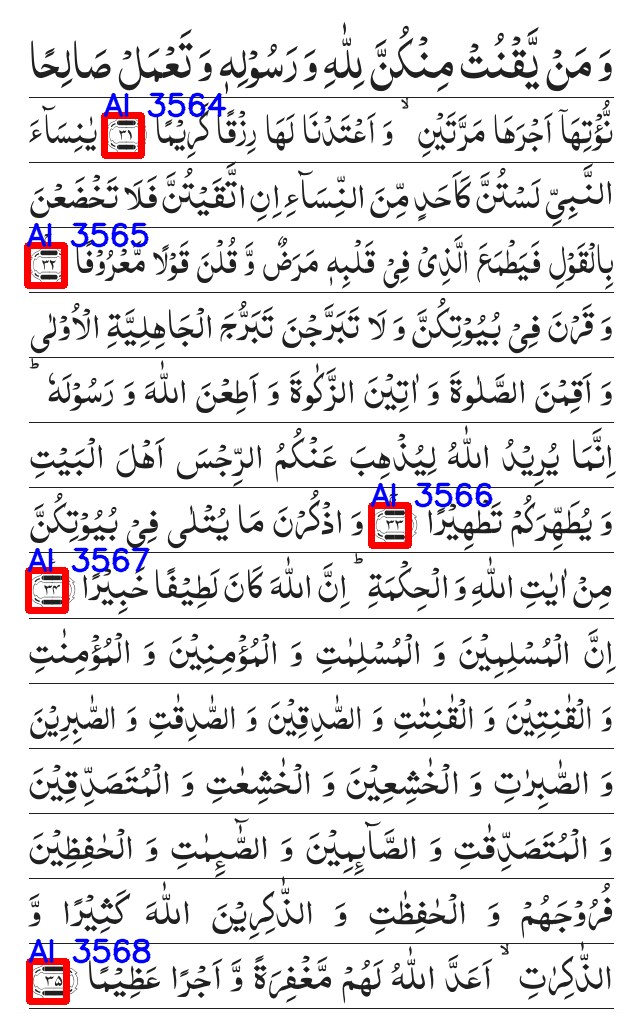 وَ مَنۡ یَّقۡنُتۡ مِنۡکُنَّ لِلّٰهِ وَ رَسُوۡلِهٖ وَ تَعۡمَلۡ صَالِحًا
AI 3564
نُّؤۡتِهَاۤ اَجۡرَهَا مَرَّتَیۡنِ ۙ وَ اَعۡتَدۡنَا لَهَا رِزۡقًا کَرِیۡمًا ﴿۳۱﴾ یٰنِسَآءَ
النَّبِیِّ لَسۡتُنَّ کَاَحَدٍ مِّنَ النِّسَآءِ اِنِ اتَّقَیۡتُنَّ فَلَا تَخۡضَعۡنَ
AI 3565
بِالۡقَوۡلِ فَیَطۡمَعَ الَّذِیۡ فِیۡ قَلۡبِهٖ مَرَضٌ وَّ قُلۡنَ قَوۡلًا مَّعۡرُوۡفًا ﴿۳۲﴾
وَ قَرۡنَ فِیۡ بُیُوۡتِکُنَّ وَ لَا تَبَرَّجۡنَ تَبَرُّجَ الۡجَاهِلِیَّةِ الۡاُوۡلٰی
وَ اَقِمۡنَ الصَّلٰوةَ وَ اٰتِیۡنَ الزَّکٰوةَ وَ اَطِعۡنَ اللّٰهَ وَ رَسُوۡلَهٗ ؕ
اِنَّمَا یُرِیۡدُ اللّٰهُ لِیُذۡهِبَ عَنۡکُمُ الرِّجۡسَ اَهۡلَ الۡبَیۡتِ
AI 3566
وَ یُطَهِّرَکُمۡ تَطۡهِیۡرًا ﴿۳۳﴾ وَ اذۡکُرۡنَ مَا یُتۡلٰی فِیۡ بُیُوۡتِکُنَّ
AI 3567
مِنۡ اٰیٰتِ اللّٰهِ وَ الۡحِکۡمَةِ ؕ اِنَّ اللّٰهَ کَانَ لَطِیۡفًا خَبِیۡرًا ﴿۳۴﴾
اِنَّ الۡمُسۡلِمِیۡنَ وَ الۡمُسۡلِمٰتِ وَ الۡمُؤۡمِنِیۡنَ وَ الۡمُؤۡمِنٰتِ
وَ الۡقٰنِتِیۡنَ وَ الۡقٰنِتٰتِ وَ الصّٰدِقِیۡنَ وَ الصّٰدِقٰتِ وَ الصّٰبِرِیۡنَ
وَ الصّٰبِرٰتِ وَ الۡخٰشِعِیۡنَ وَ الۡخٰشِعٰتِ وَ الۡمُتَصَدِّقِیۡنَ
وَ الۡمُتَصَدِّقٰتِ وَ الصَّآئِمِیۡنَ وَ الصّٰٓئِمٰتِ وَ الۡحٰفِظِیۡنَ
فُرُوۡجَهُمۡ وَ الۡحٰفِظٰتِ وَ الذّٰکِرِیۡنَ اللّٰهَ کَثِیۡرًا وَّ
AI 3568
الذّٰکِرٰتِ ۙ اَعَدَّ اللّٰهُ لَهُمۡ مَّغۡفِرَةً وَّ اَجۡرًا عَظِیۡمًا ﴿۳۵﴾